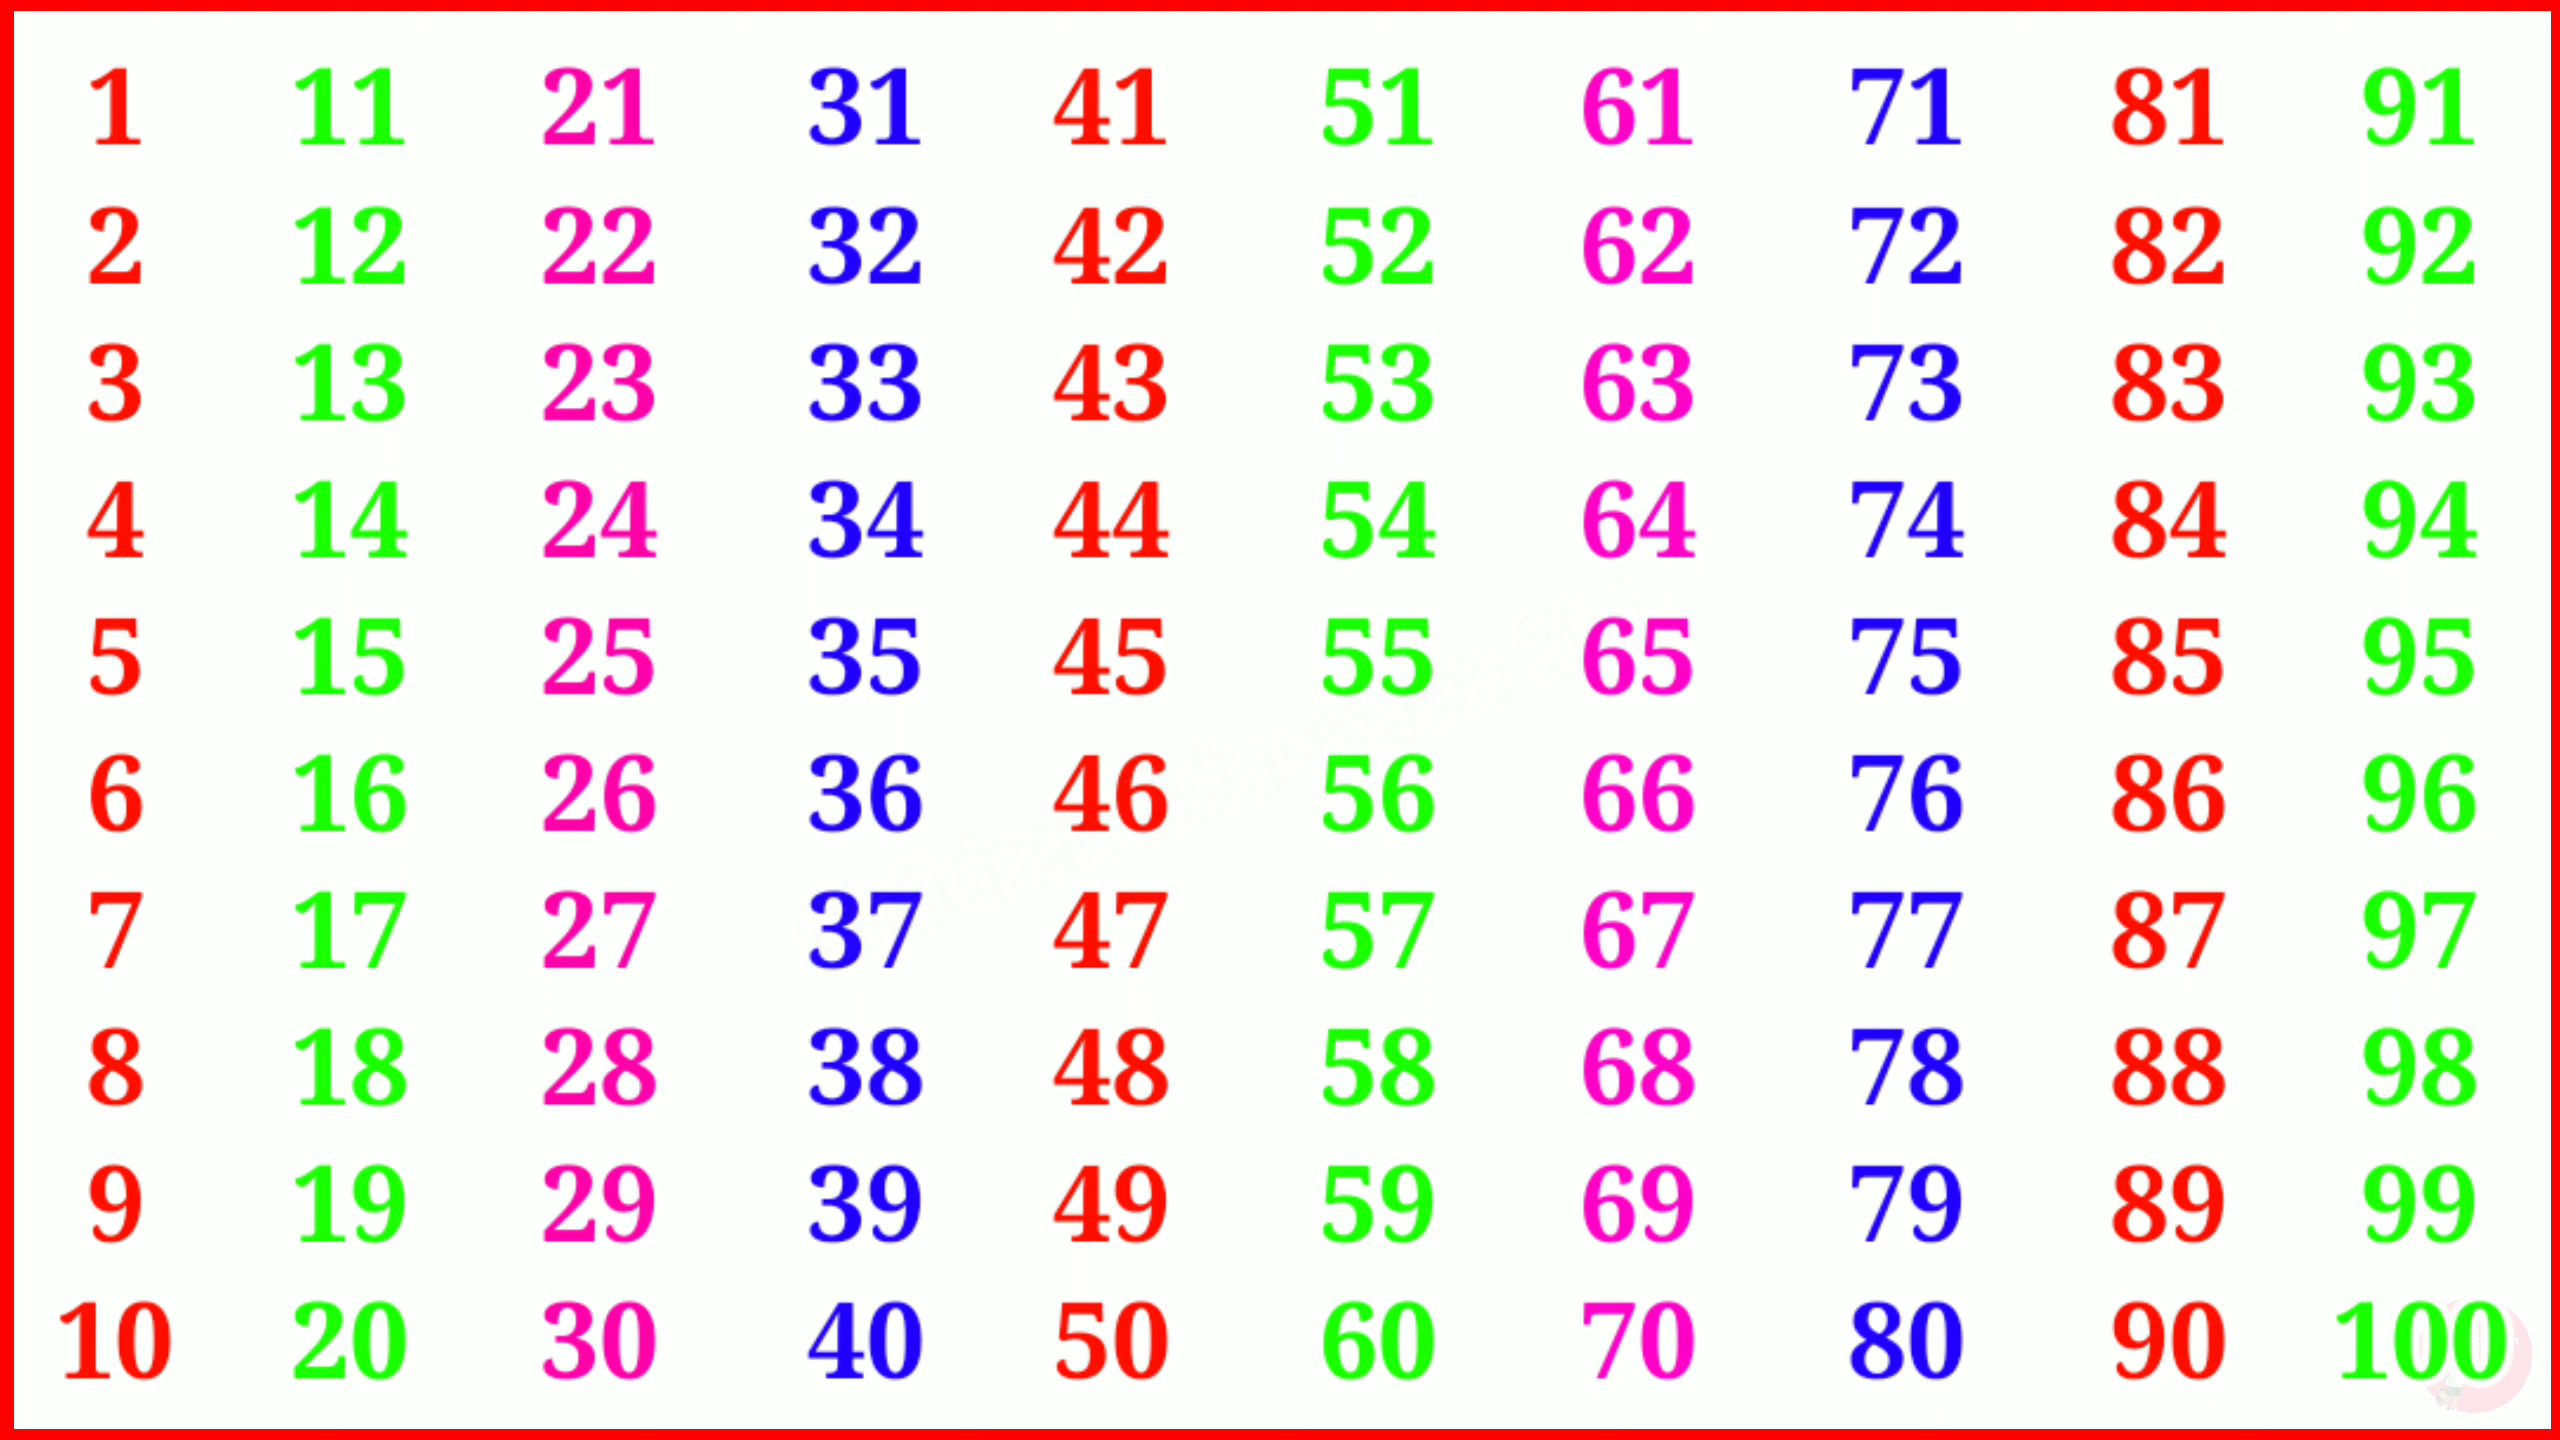 1 11 21 31 41 51 61 71 81 91
2 12 22 32 42 52 62 72 82 92
3 13 23 33 43 53 63 73 83 93
4 14 24 34 44 54 64 74 84 94
5 15 25 35 45 55 65 75 85 95
6 16 26 36 46 56 66 76 86 96
7 17 27 37 47 57 67 77 87 97
8 18 28 38 48 58 68 78 88 98
9 19 29 39 49 59 69 79 89 99
10 20 30 40 50 60 70 80 90 100